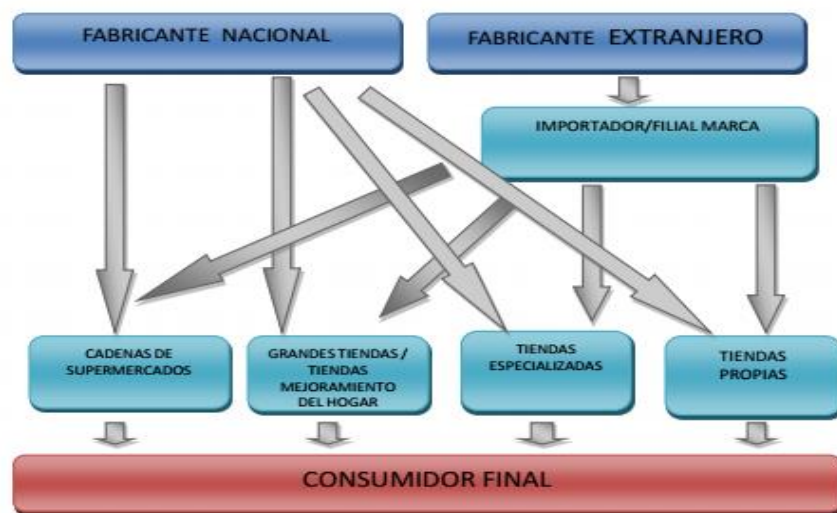 FABRICANTE NACIONAL
FABRICANTE EXTRANJERO
IMPORTADOR/FILIAL MARCA
CADENAS DE
SUPERMERCADOS
GRANDES TIENDAS /
TIENDAS
MEJORAMIENTO
DEL HOGAR
TIENDAS
ESPECIALIZADAS
TIENDAS
PROPIAS
CONSUMIDOR FINAL